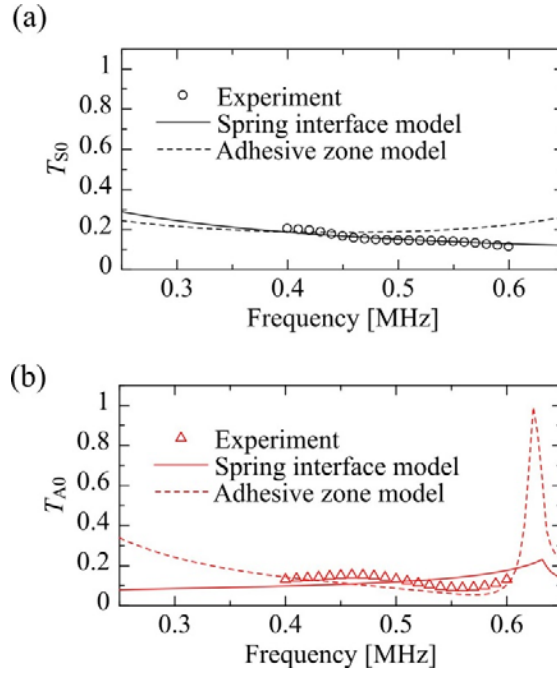 (a)
1
0.8
Experiment
0.6
Spring interface model
Adhesive zone model
T_S0
0.4
0.2
0
0.3 0.4 0.5 0.6
Frequency [MHz]
(b)
1
0.8
Experiment
Spring interface model
0.6
Adhesive zone model
T_A0
0.4
0.2
0
0.3 0.4 0.5 0.6
Frequency [MHz]